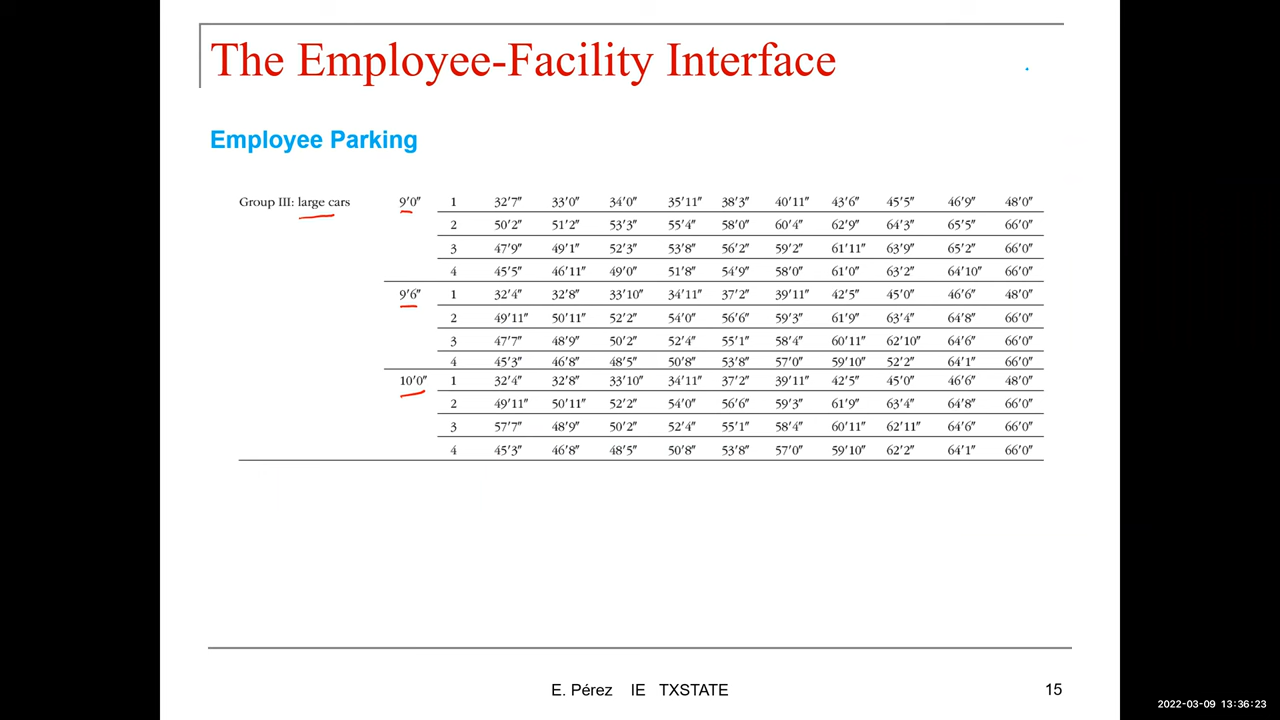 The Employee-Facility Interface
Employee Parking
Group III: large cars 9′0″ 1 32′7″ 33′0″ 34′0″ 35′11″ 38′3″ 40′11″ 43′6″ 45′5″ 46′9″ 48′0″
2 50′2″ 51′2″ 53′3″ 55′4″ 58′0″ 60′4″ 62′9″ 64′3″ 65′5″ 66′0″
3 47′9″ 49′1″ 52′3″ 53′8″ 56′2″ 59′2″ 61′11″ 63′9″ 65′2″ 66′0″
4 45′5″ 46′11″ 49′0″ 51′8″ 54′9″ 58′0″ 61′0″ 63′2″ 64′10″ 66′0″
9′6″ 1 32′4″ 32′8″ 33′10″ 34′11″ 37′2″ 39′11″ 42′5″ 45′0″ 46′6″ 48′0″
2 49′11″ 50′11″ 52′2″ 54′0″ 56′6″ 59′3″ 61′9″ 63′4″ 64′8″ 66′0″
3 47′7″ 48′9″ 50′2″ 52′4″ 55′1″ 58′4″ 60′11″ 62′10″ 64′6″ 66′0″
4 45′3″ 46′8″ 48′5″ 50′8″ 53′8″ 57′0″ 59′10″ 52′2″ 64′1″ 66′0″
10′0″ 1 32′4″ 32′8″ 33′10″ 34′11″ 37′2″ 39′11″ 42′5″ 45′0″ 46′6″ 48′0″
2 49′11″ 50′11″ 52′2″ 54′0″ 56′6″ 59′3″ 61′9″ 63′4″ 64′8″ 66′0″
3 57′7″ 48′9″ 50′2″ 52′4″ 55′1″ 58′4″ 60′11″ 62′11″ 64′6″ 66′0″
4 45′3″ 46′8″ 48′5″ 50′8″ 53′8″ 57′0″ 59′10″ 62′2″ 64′1″ 66′0″
E. Pérez IE TXSTATE 15
2022-03-09 13:36:23